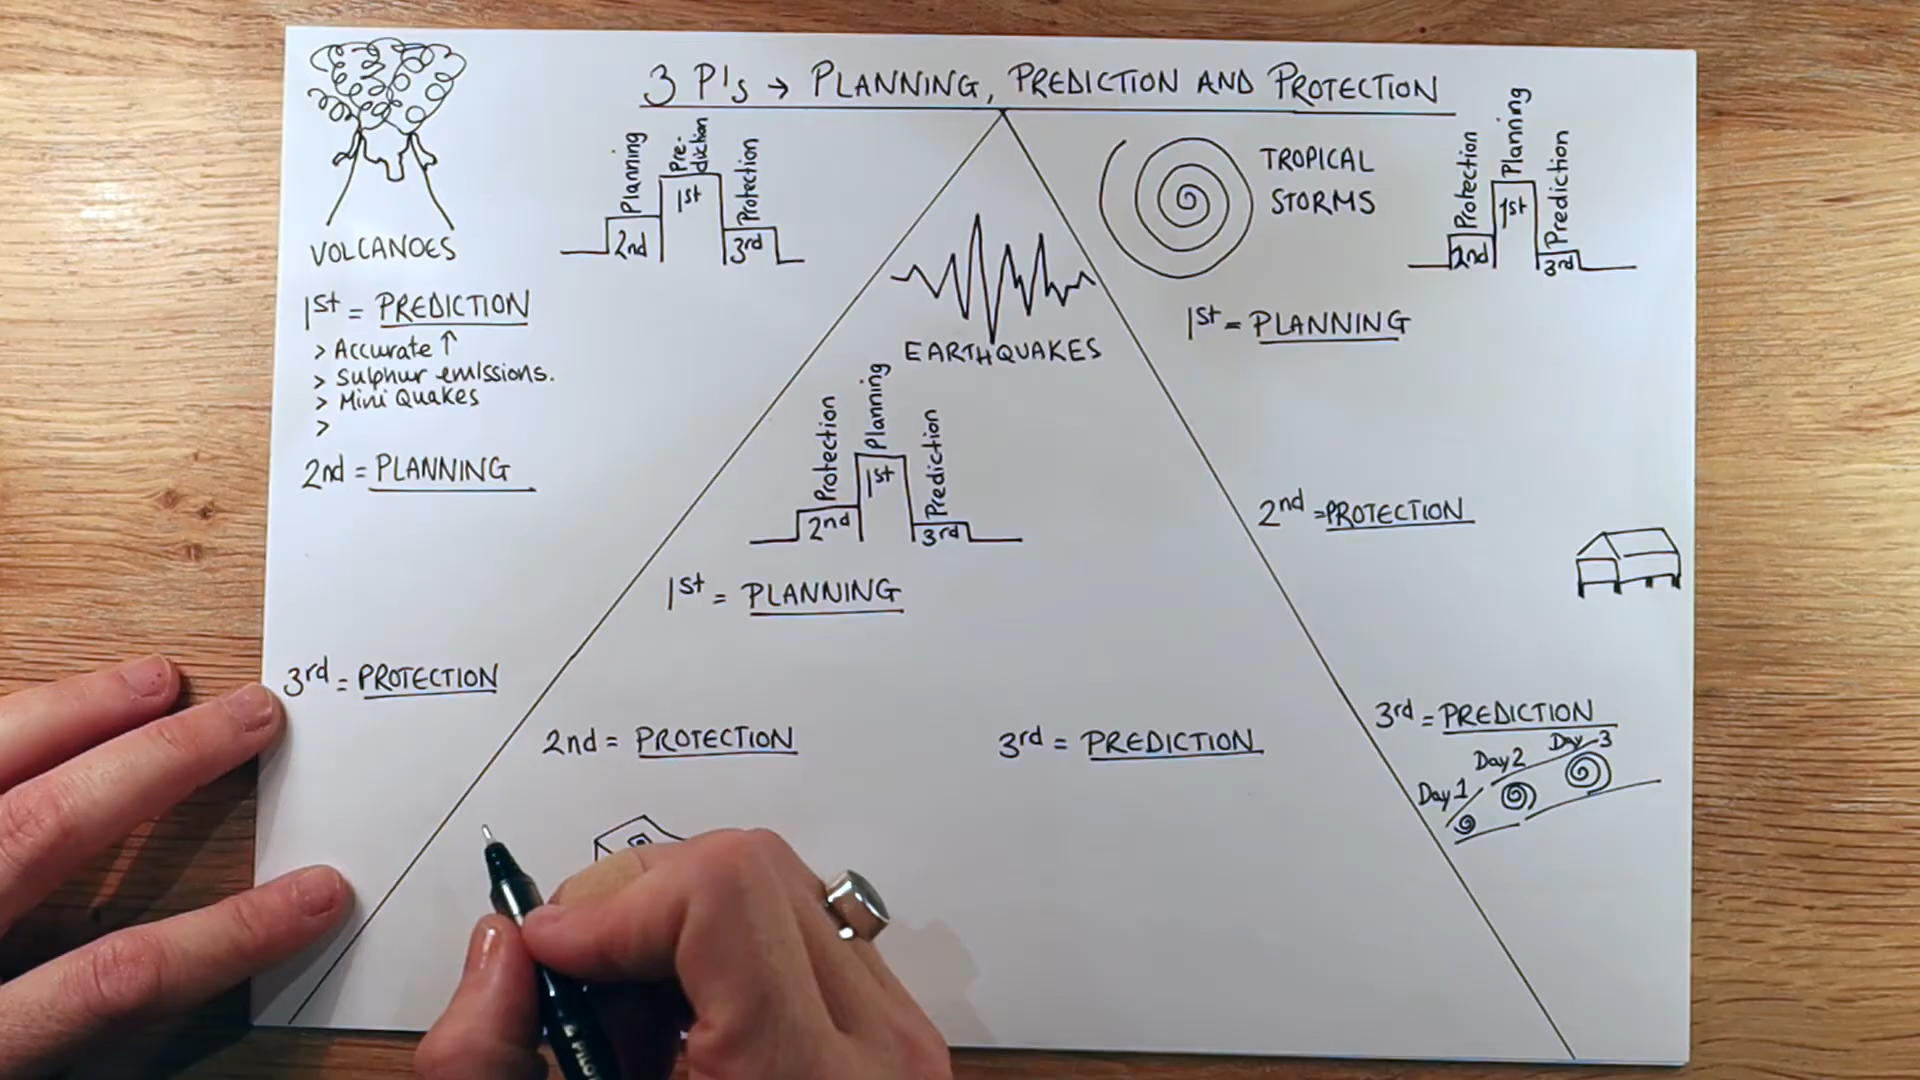 3 P's → PLANNING, PREDICTION AND PROTECTION
VOLCANOES
Planning
Pre-
diction
Protection
2nd
1st
3rd
1st = PREDICTION
> Accurate ↑
> Sulphur emissions.
> Mini Quakes
>
2nd = PLANNING
3rd = PROTECTION
EARTHQUAKES
Protection
Planning
Prediction
2nd
1st
3rd
1st = PLANNING
2nd = PROTECTION
3rd = PREDICTION
TROPICAL
STORMS
Protection
Planning
Prediction
2nd
1st
3rd
1st = PLANNING
2nd = PROTECTION
3rd = PREDICTION
Day 1
Day 2
Day 3
PILOT